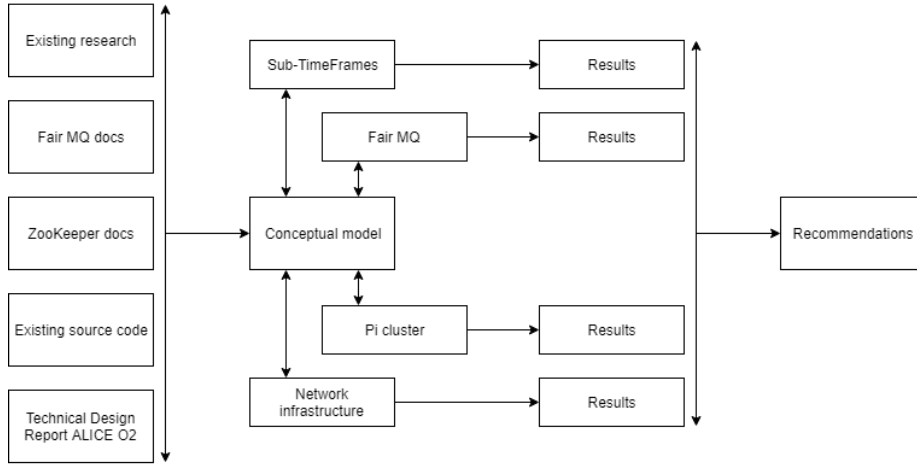 Existing research
Fair MQ docs
ZooKeeper docs
Existing source code
Technical Design
Report ALICE O2
Sub-TimeFrames
Fair MQ
Conceptual model
Pi cluster
Network
infrastructure
Results
Results
Results
Results
Recommendations